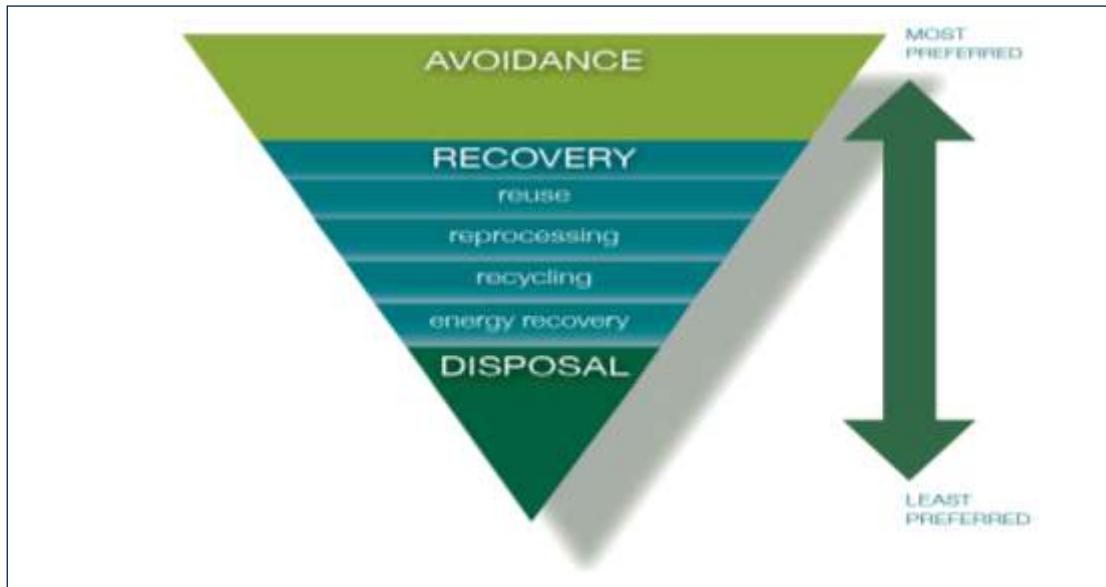 AVOIDANCE
MOST
PREFERRED
RECOVERY
reuse
reprocessing
recycling
energy recovery
DISPOSAL
LEAST
PREFERRED